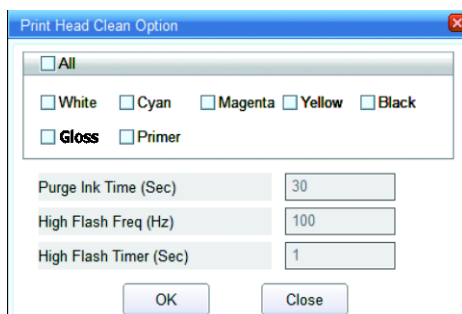 Print Head Clean Option
All
White Cyan Magenta Yellow Black
Gloss Primer
Purge Ink Time (Sec) 30
High Flash Freq (Hz) 100
High Flash Timer (Sec) 1
OK Close